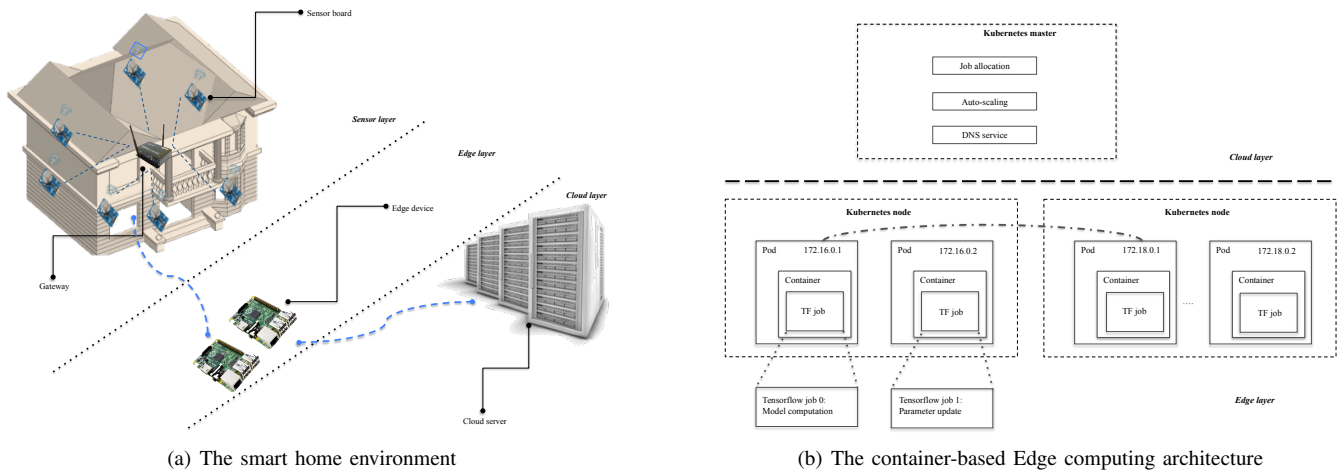 Sensor board
Sensor layer
Edge layer
Cloud layer
Edge device
Gateway
Cloud server
(a) The smart home environment
Kubernetes master
Job allocation
Auto-scaling
DNS service
Cloud layer
Kubernetes node
Pod 172.16.0.1
Container
TF job
Pod 172.16.0.2
Container
TF job
Kubernetes node
Pod 172.18.0.1
Container
TF job
....
Pod 172.18.0.2
Container
TF job
Tensorflow job 0:
Model computation
Tensorflow job 1:
Parameter update
Edge layer
(b) The container-based Edge computing architecture